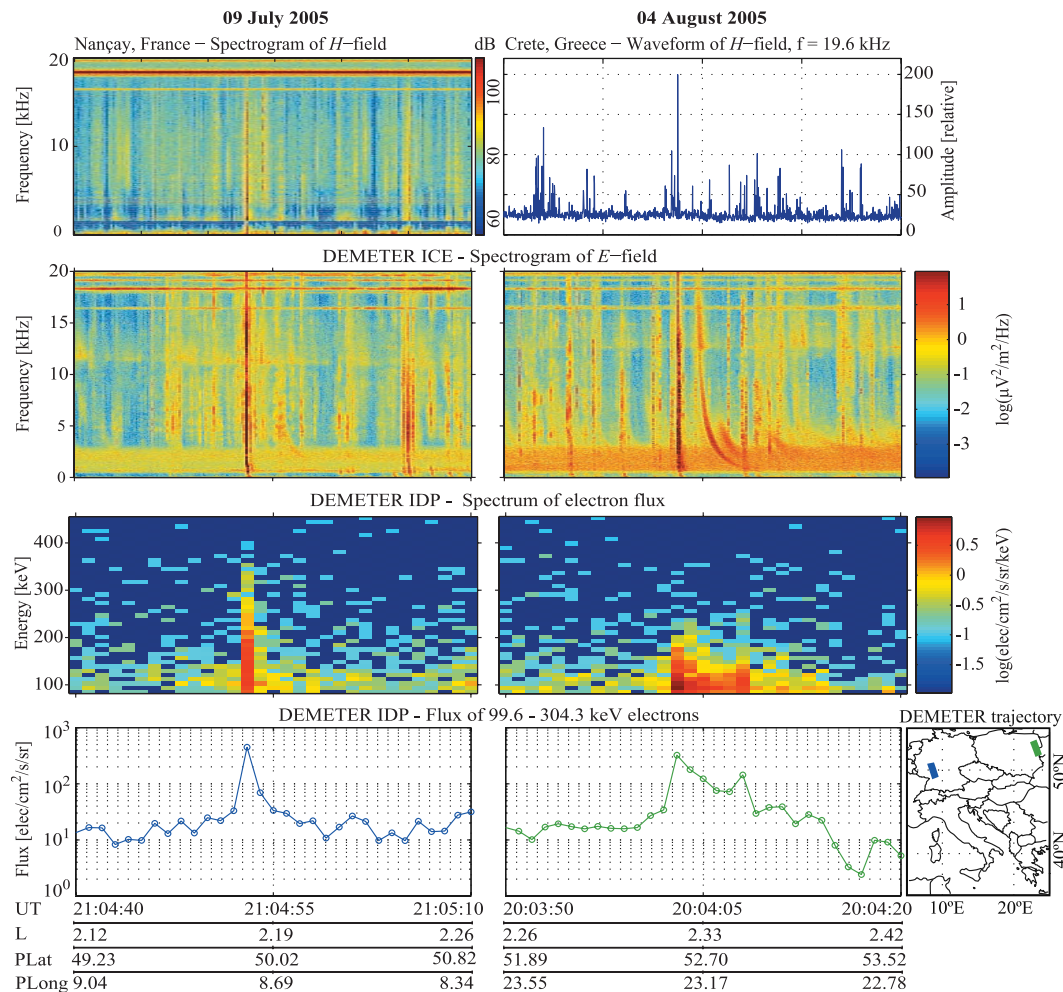 09 July 2005
04 August 2005
Nançay, France – Spectrogram of H–field
dB
Crete, Greece – Waveform of H–field, f = 19.6 kHz
Frequency [kHz]
20
10
0
100
80
60
200
150
100
50
0
Amplitude [relative]
DEMETER ICE - Spectrogram of E–field
Frequency [kHz]
20
15
10
5
0
1
0
-1
-2
-3
log(μV²/m²/Hz)
DEMETER IDP - Spectrum of electron flux
Energy [keV]
400
300
200
100
0.5
0
-0.5
-1
-1.5
log(elec/cm²/s/sr/keV)
DEMETER IDP - Flux of 99.6 - 304.3 keV electrons
DEMETER trajectory
Flux [elec/cm²/s/sr]
10³
10²
10¹
10⁰
50ºN
40ºN
10ºE 20ºE
UT 21:04:40 21:04:55 21:05:10 20:03:50 20:04:05 20:04:20
L 2.12 2.19 2.26 2.26 2.33 2.42
PLat 49.23 50.02 50.82 51.89 52.70 53.52
PLong 9.04 8.69 8.34 23.55 23.17 22.78